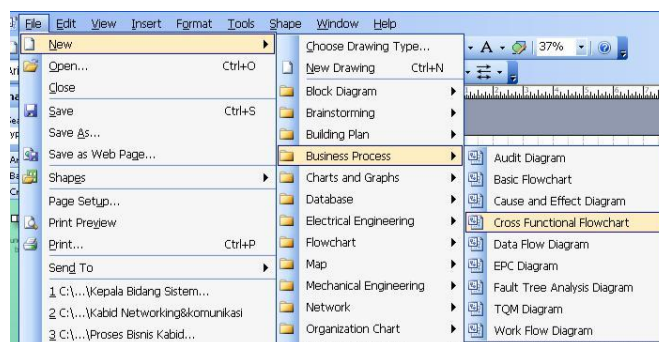 File Edit View Insert Format Tools Shape Window Help
New
Open... Ctrl+O
Close
Save Ctrl+S
Save As...
Save as Web Page...
Shapes
Page Setup...
Print Preview
Print... Ctrl+P
Send To
1 C:\...\Kepala Bidang Sistem...
2 C:\...\Kabid Networking&komunikasi
3 C:\...\Proses Bisnis Kabid...
Choose Drawing Type...
New Drawing Ctrl+N
Block Diagram
Brainstorming
Building Plan
Business Process
Charts and Graphs
Database
Electrical Engineering
Flowchart
Map
Mechanical Engineering
Network
Organization Chart
A 37%
Audit Diagram
Basic Flowchart
Cause and Effect Diagram
Cross Functional Flowchart
Data Flow Diagram
EPC Diagram
Fault Tree Analysis Diagram
TQM Diagram
Work Flow Diagram